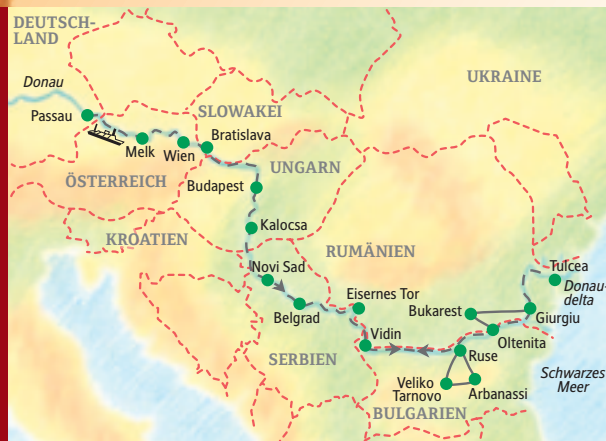 DEUTSCH-
LAND
Donau
Passau
Melk
Wien
Bratislava
SLOWAKEI
UKRAINE
ÖSTERREICH
UNGARN
Budapest
Kalocsa
KROATIEN
RUMÄNIEN
Novi Sad
Belgrad
Eisernes Tor
Tulcea
Donau-
delta
Bukarest
Giurgiu
Oltenita
Vidin
SERBIEN
Ruse
Veliko
Tarnovo
Arbanassi
Schwarzes
Meer
BULGARIEN